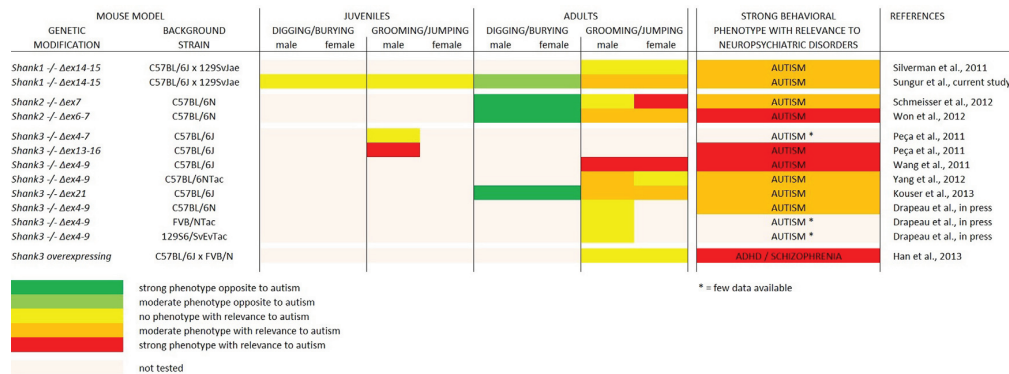 MOUSE MODEL JUVENILES ADULTS STRONG BEHAVIORAL REFERENCES
GENETIC BACKGROUND DIGGING/BURYING GROOMING/JUMPING DIGGING/BURYING GROOMING/JUMPING PHENOTYPE WITH RELEVANCE TO
MODIFICATION STRAIN male female male female male female male female NEUROPSYCHIATRIC DISORDERS
Shank1 -/- Δex14-15 C57BL/6J x 129SvJae AUTISM Silverman et al., 2011
Shank1 -/- Δex14-15 C57BL/6J x 129SvJae AUTISM Sungur et al., current study
Shank2 -/- Δex7 C57BL/6N AUTISM Schmeisser et al., 2012
Shank2 -/- Δex6-7 C57BL/6N AUTISM Won et al., 2012
Shank3 -/- Δex4-7 C57BL/6J AUTISM * Peça et al., 2011
Shank3 -/- Δex13-16 C57BL/6J AUTISM Peça et al., 2011
Shank3 -/- Δex4-9 C57BL/6J AUTISM Wang et al., 2011
Shank3 -/- Δex4-9 C57BL/6NTac AUTISM Yang et al., 2012
Shank3 -/- Δex21 C57BL/6J AUTISM Kouser et al., 2013
Shank3 -/- Δex4-9 C57BL/6N AUTISM Drapeau et al., in press
Shank3 -/- Δex4-9 FVB/NTac AUTISM * Drapeau et al., in press
Shank3 -/- Δex4-9 129S6/SvEvTac AUTISM * Drapeau et al., in press
Shank3 overexpressing C57BL/6J x FVB/N ADHD / SCHIZOPHRENIA Han et al., 2013
strong phenotype opposite to autism * = few data available
moderate phenotype opposite to autism
no phenotype with relevance to autism
moderate phenotype with relevance to autism
strong phenotype with relevance to autism
not tested